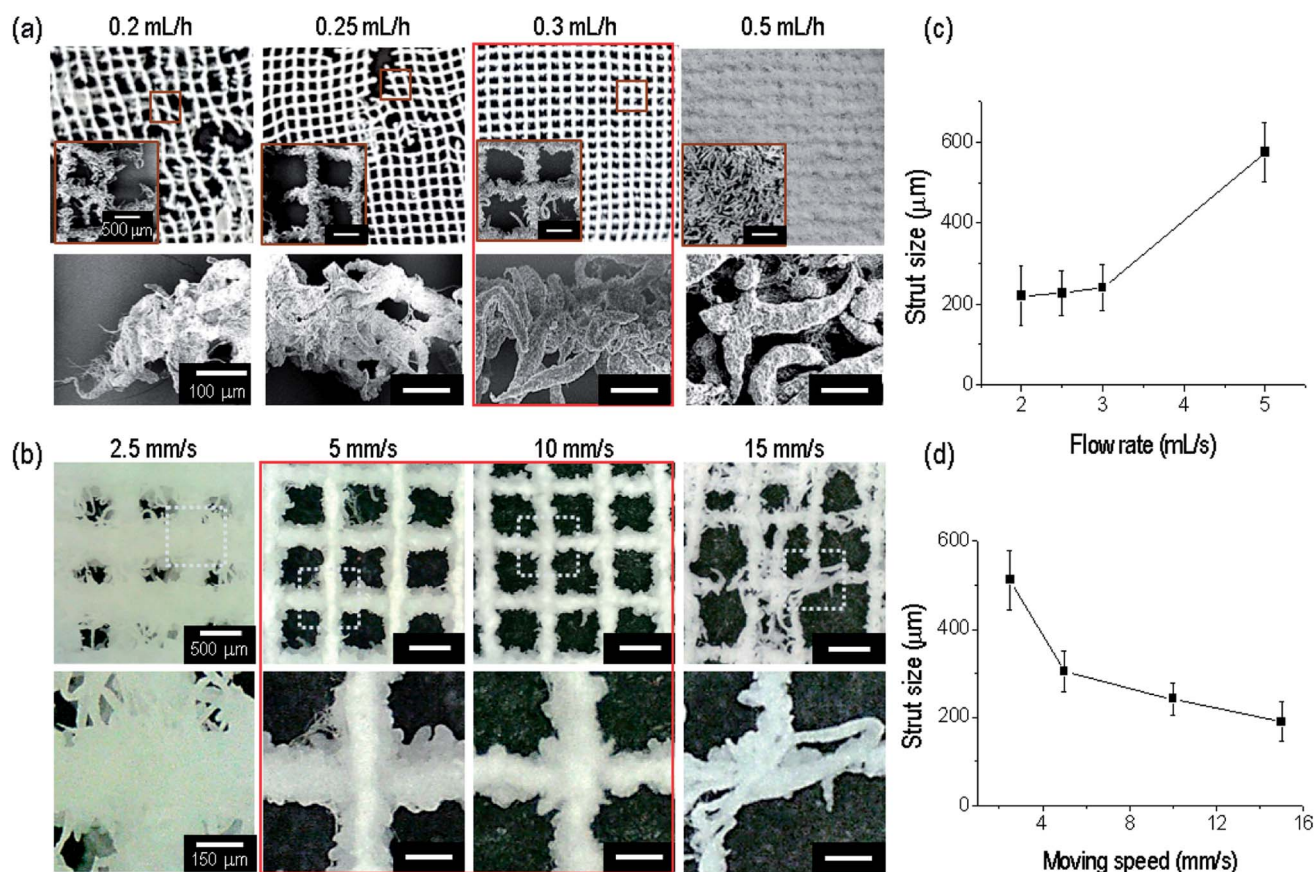 (a)
0.2 mL/h 0.25 mL/h 0.3 mL/h 0.5 mL/h
500 μm
100 μm
(b)
2.5 mm/s 5 mm/s 10 mm/s 15 mm/s
500 μm
150 μm
(c)
Strut size (μm)
600
400
200
0
2 3 4 5
Flow rate (mL/s)
(d)
Strut size (μm)
600
400
200
0
4 8 12 16
Moving speed (mm/s)